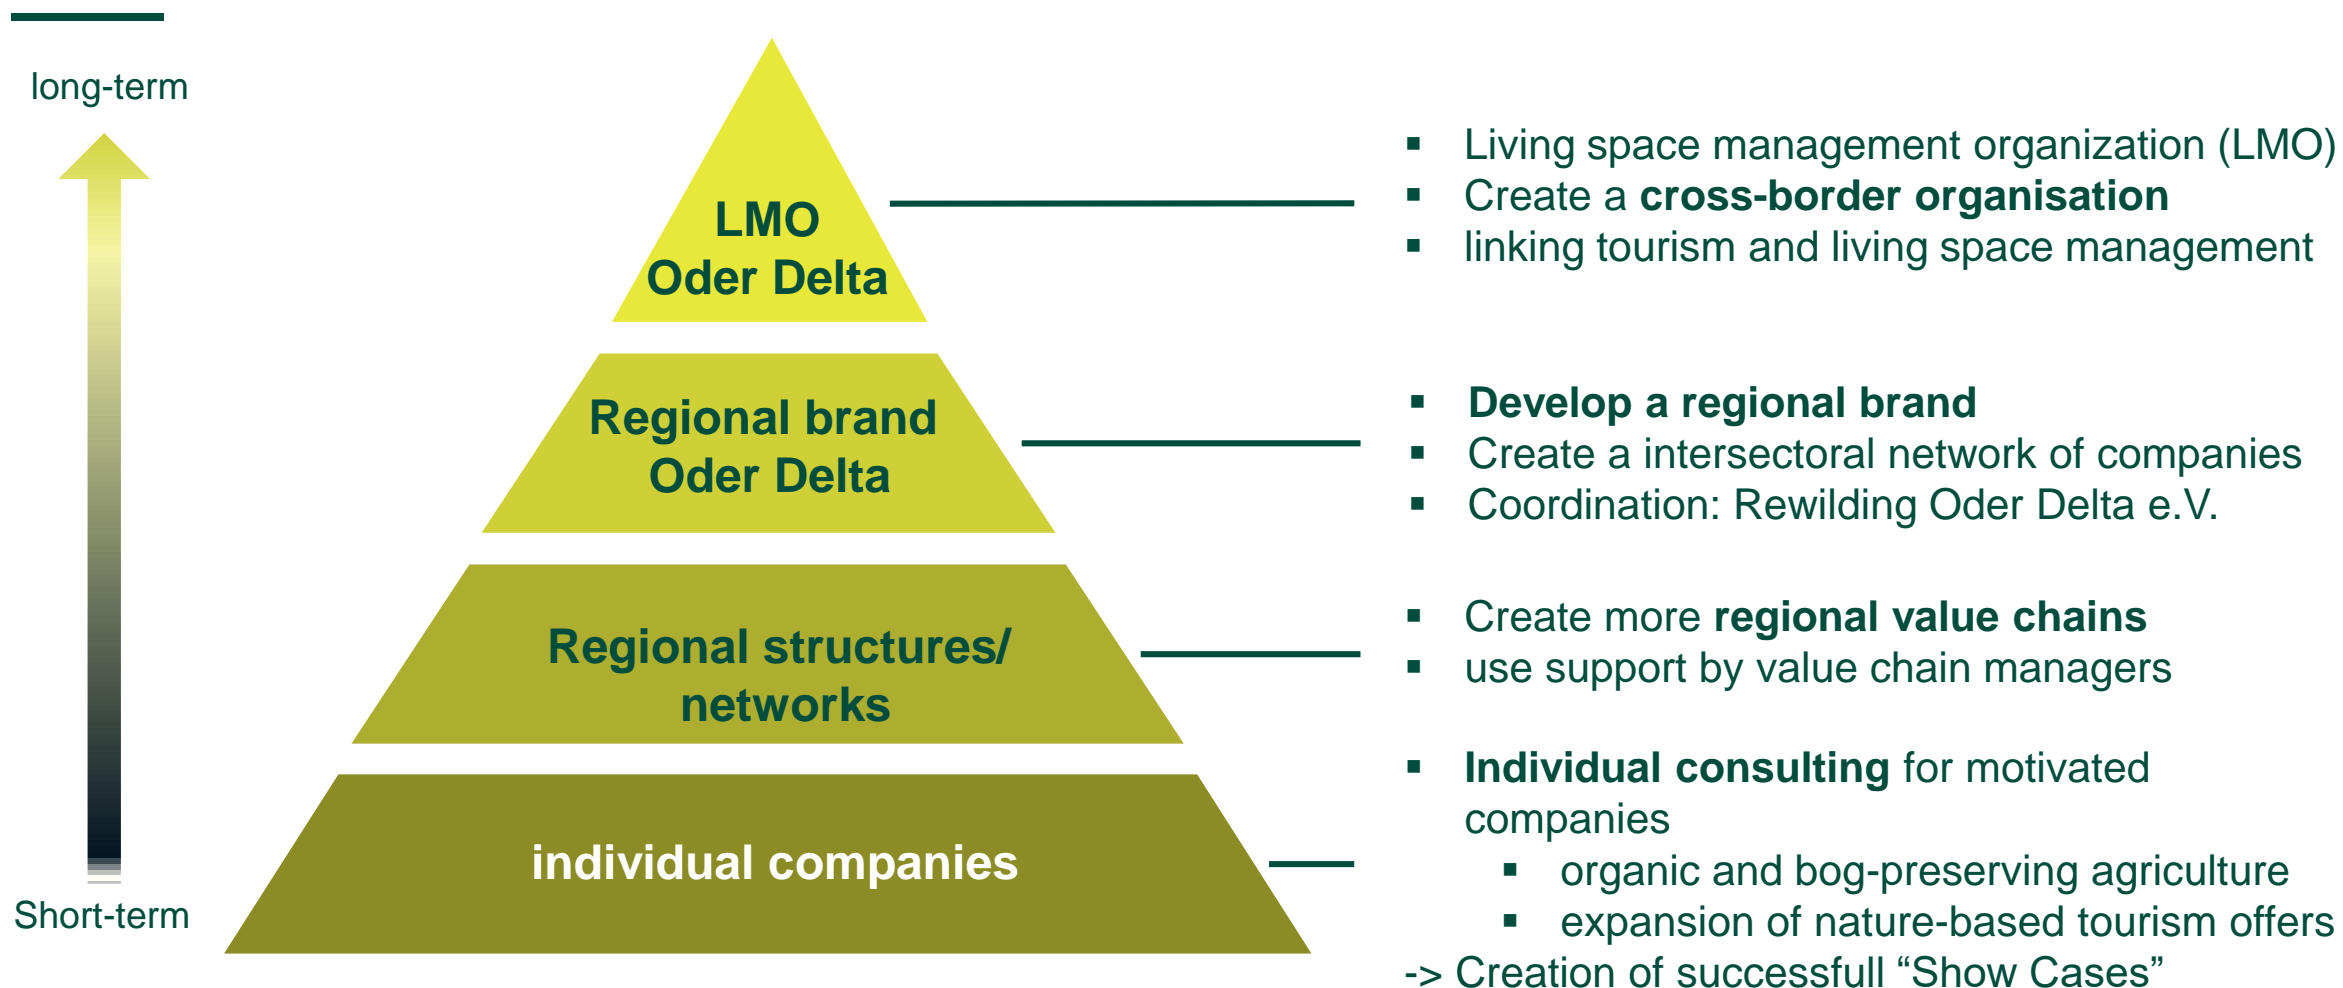 long-term
Short-term
LMO
Oder Delta
▪ Living space management organization (LMO)
▪ Create a cross-border organisation
▪ linking tourism and living space management
Regional brand
Oder Delta
▪ Develop a regional brand
▪ Create a intersectoral network of companies
▪ Coordination: Rewilding Oder Delta e.V.
Regional structures/
networks
▪ Create more regional value chains
▪ use support by value chain managers
individual companies
▪ Individual consulting for motivated
companies
▪ organic and bog-preserving agriculture
▪ expansion of nature-based tourism offers
-> Creation of successfull “Show Cases”